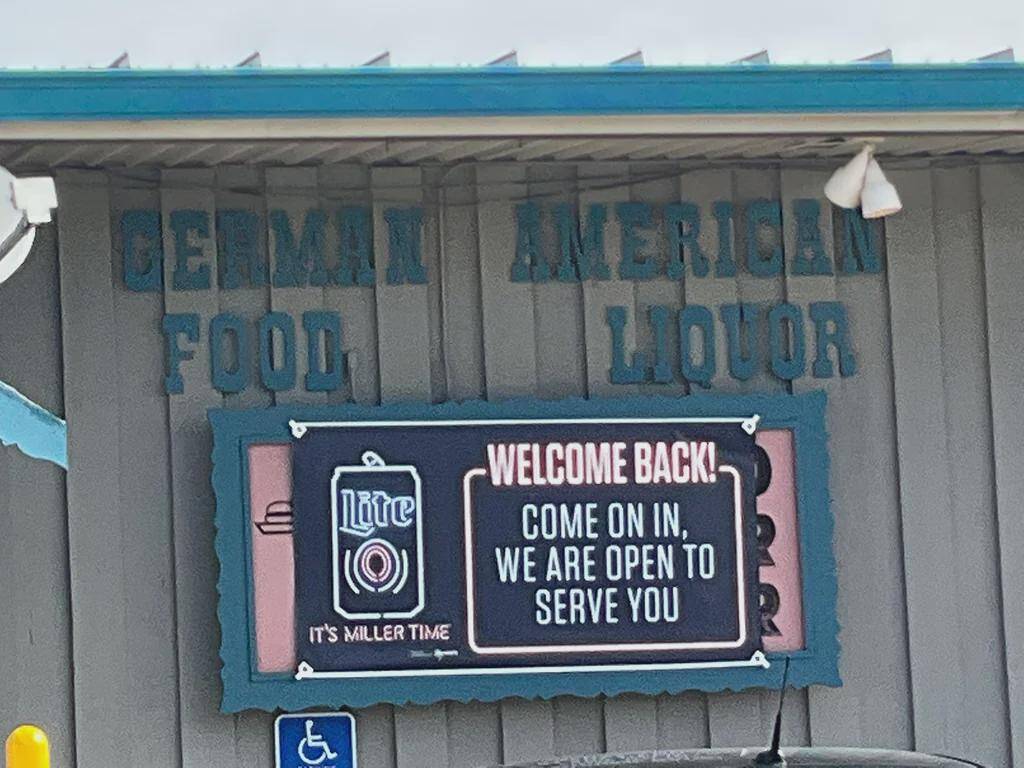 GERMAN AMERICAN
FOOD LIQUOR
Lite
IT'S MILLER TIME
WELCOME BACK!
COME ON IN,
WE ARE OPEN TO
SERVE YOU